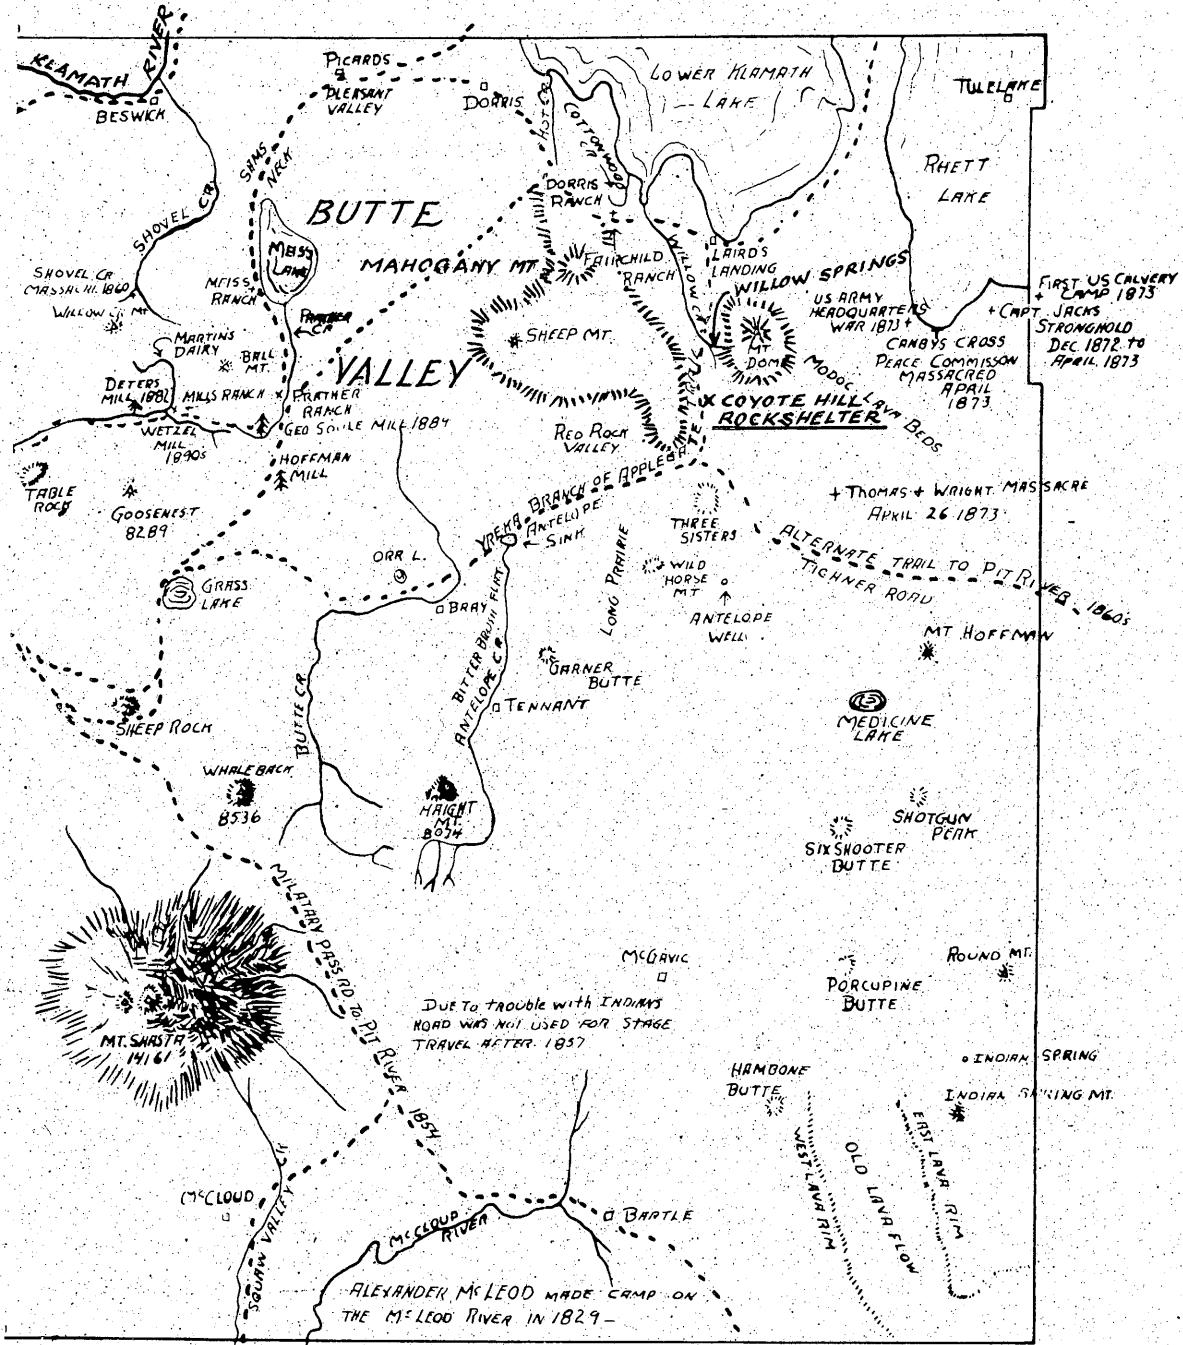 KLAMATH RIVER
BESWICK
PICARDS
PLEASANT
VALLEY
DORRIS
HOT CR.
COTTONWOOD
CR
LOWER KLAMATH
LAKE
TULELAKE
RHETT
LAKE
SAMS
NECK
SHOVEL CR.
BUTTE
MEISS
LAKE
DORRIS
RANCH
MAHOGANY MT.
FAIRCHILD
RANCH
WILLOW CR.
LAIRD'S
LANDING
WILLOW SPRINGS
SHOVEL CR
MASSACRE 1860
WILLOW CR MT
MEISS
RANCH
PRATHER
CR
US ARMY
HEADQUARTERS
WAR 1873 +
FIRST US CALVERY
+ CAMP 1873
+ CAPT. JACKS
STRONGHOLD
DEC. 1872 TO
APRIL, 1873
CANBYS CROSS
PEACE COMMISSON
MASSACRED
APRIL
1873
MARTINS
DAIRY
BALL
MT.
SHEEP MT.
MT.
DOME
MODOC LAVA BEDS
VALLEY
DETERS
MILL 1882
MILLS RANCH
x PRATHER
RANCH
GEO SOULE MILL 1884
WETZEL
MILL
1890s
x COYOTE HILL
ROCKSHELTER
RED ROCK
VALLEY
HOFFMAN
MILL
TABLE
ROCK
GOOSENEST
8289
YREKA BRANCH OF APPLEGATE
ANTELOPE
SINK
THREE
SISTERS
+ THOMAS + WRIGHT MASSACRE
APRIL 26 1873
ALTERNATE TRAIL TO PIT RIVER 1860s
TICHNER ROAD
ORR L.
GRASS
LAKE
BRAY
LONG PRAIRIE
WILD
HORSE
MT
ANTELOPE
WELL
MT HOFFMAN
BITTER BRUSH FLAT
ANTELOPE CR.
GARNER
BUTTE
TENNANT
BUTTE CR.
SHEEP ROCK
MEDICINE
LAKE
WHALEBACK
8536
HAIGHT
MT.
8074
SHOTGUN
PEAK
SIXSHOOTER
BUTTE
MILATARY PASS RD TO PIT RIVER 1854
MT. SHASTA
14161
McGAVIC
ROUND MT.
PORCUPINE
BUTTE
DUE TO TROUBLE WITH INDIANS
ROAD WAS NOT USED FOR STAGE
TRAVEL AFTER 1857
INDIAN SPRING
HAMBONE
BUTTE
INDIAN SPRING MT.
WEST LAVA RIM
OLD LAVA FLOW
EAST LAVA RIM
McCLOUD
SQUAW VALLEY CR
McCLOUD
RIVER
BARTLE
ALEXANDER McLEOD MADE CAMP ON
THE McLEOD RIVER IN 1829 –